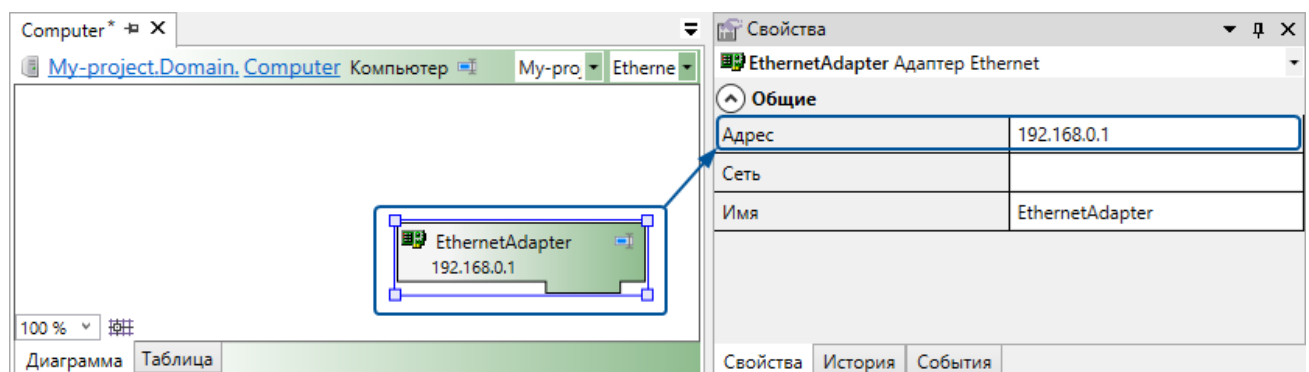 Computer*
My-project.Domain. Computer Компьютер My-proj Etherne
EthernetAdapter
192.168.0.1
100 %
Диаграмма Таблица
Свойства
EthernetAdapter Адаптер Ethernet
Общие
Адрес 192.168.0.1
Сеть
Имя EthernetAdapter
Свойства История События